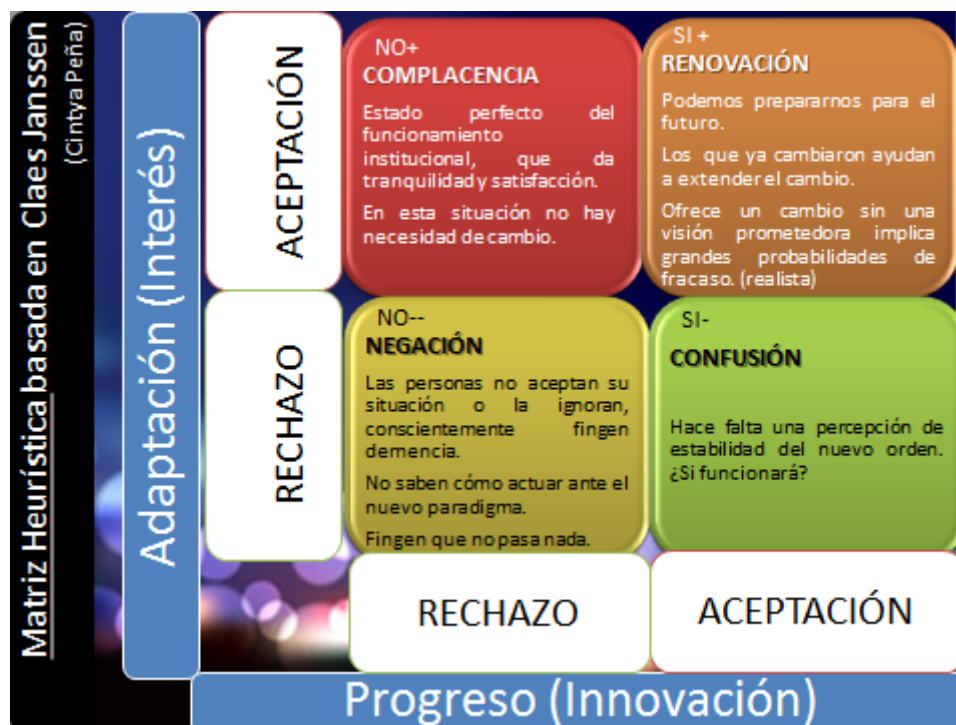 Matriz Heurística basada en Claes Janssen
(Cintya Peña)
Adaptación (Interés)
ACEPTACIÓN
NO+
COMPLACENCIA
Estado perfecto del
funcionamiento
institucional, que da
tranquilidad y satisfacción.
En esta situación no hay
necesidad de cambio.
SI +
RENOVACIÓN
Podemos prepararnos para el
futuro.
Los que ya cambiaron ayudan
a extender el cambio.
Ofrece un cambio sin una
visión prometedora implica
grandes probabilidades de
fracaso. (realista)
RECHAZO
NO--
NEGACIÓN
Las personas no aceptan su
situación o la ignoran,
conscientemente fingen
demencia.
No saben cómo actuar ante el
nuevo paradigma.
Fingen que no pasa nada.
SI-
CONFUSIÓN
Hace falta una percepción de
estabilidad del nuevo orden.
¿Si funcionará?
RECHAZO
ACEPTACIÓN
Progreso (Innovación)